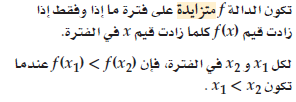 تكون الدالة f متزايدة على فترة ما إذا وفقط إذا
زادت قيم f(x) كلما زادت قيم x في الفترة.
لكل x₁ و x₂ في الفترة، فإن f(x₁) < f(x₂) عندما
تكون x₁ < x₂ .